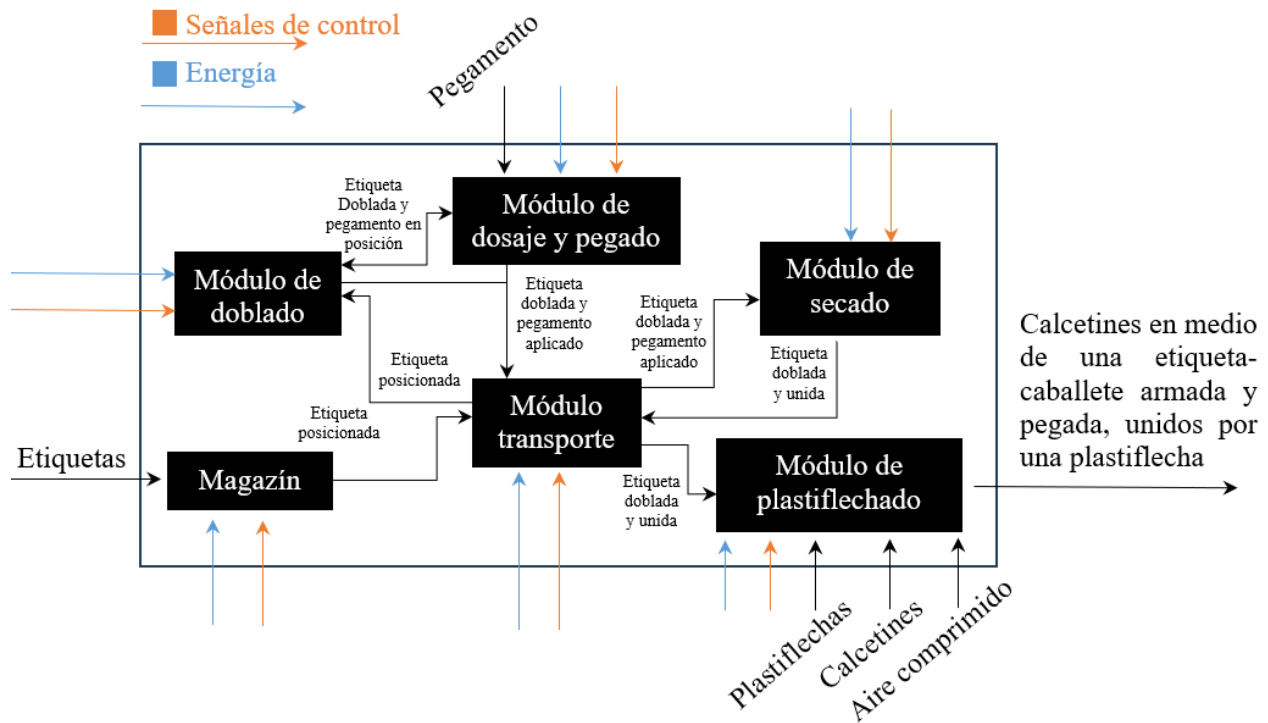 Señales de control
Energía
Pegamento
Etiqueta
Doblada y
pegamento en
posición
Módulo de
dosaje y pegado
Módulo de
doblado
Módulo de
secado
Etiqueta
doblada y
pegamento
aplicado
Etiqueta
doblada y
pegamento
aplicado
Etiqueta
doblada
y unida
Etiqueta
posicionada
Etiqueta
posicionada
Módulo
transporte
Etiquetas
Magazín
Etiqueta
doblada
y unida
Módulo de
plastiflechado
Calcetines en medio
de una etiqueta-
caballete armada y
pegada, unidos por
una plastiflecha
Plastiflechas
Calcetines
Aire comprimido